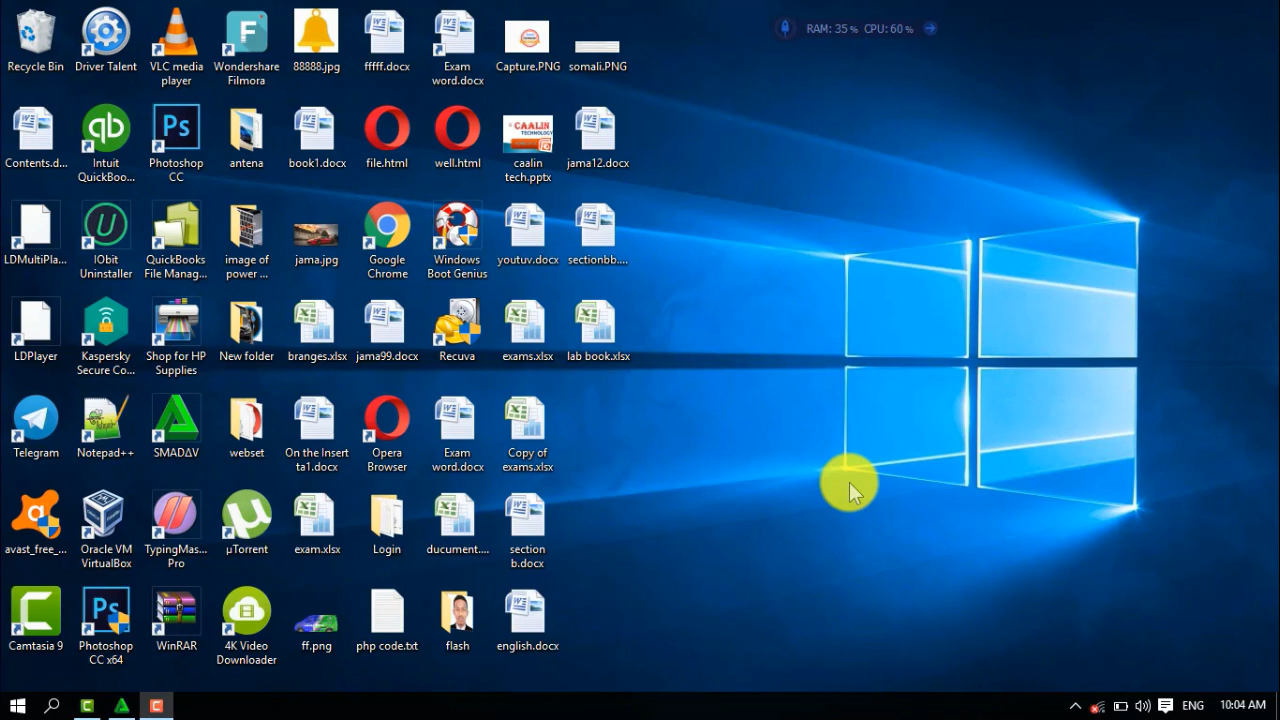 RAM: 35 % CPU: 60 %
Recycle Bin
Driver Talent
VLC media
player
Wondershare
Filmora
88888.jpg
fffff.docx
Exam
word.docx
Capture.PNG
somali.PNG
Contents.d...
Intuit
QuickBoo...
Photoshop
CC
antena
book1.docx
file.html
well.html
CAALIN
TECHNOLOGY
caalin
tech.pptx
jama12.docx
LDMultiPla...
IObit
Uninstaller
QuickBooks
File Manag...
image of
power ...
jama.jpg
Google
Chrome
Windows
Boot Genius
youtuv.docx
sectionbb....
LDPlayer
Kaspersky
Secure Co...
Shop for HP
Supplies
New folder
branges.xlsx
jama99.docx
Recuva
exams.xlsx
lab book.xlsx
Telegram
Notepad++
SMADΔV
webset
On the Insert
ta1.docx
Opera
Browser
Exam
word.docx
Copy of
exams.xlsx
avast_free_...
Oracle VM
VirtualBox
TypingMas...
Pro
µTorrent
exam.xlsx
Login
ducument....
section
b.docx
Camtasia 9
Photoshop
CC x64
WinRAR
4K Video
Downloader
ff.png
php code.txt
flash
english.docx
ENG
10:04 AM